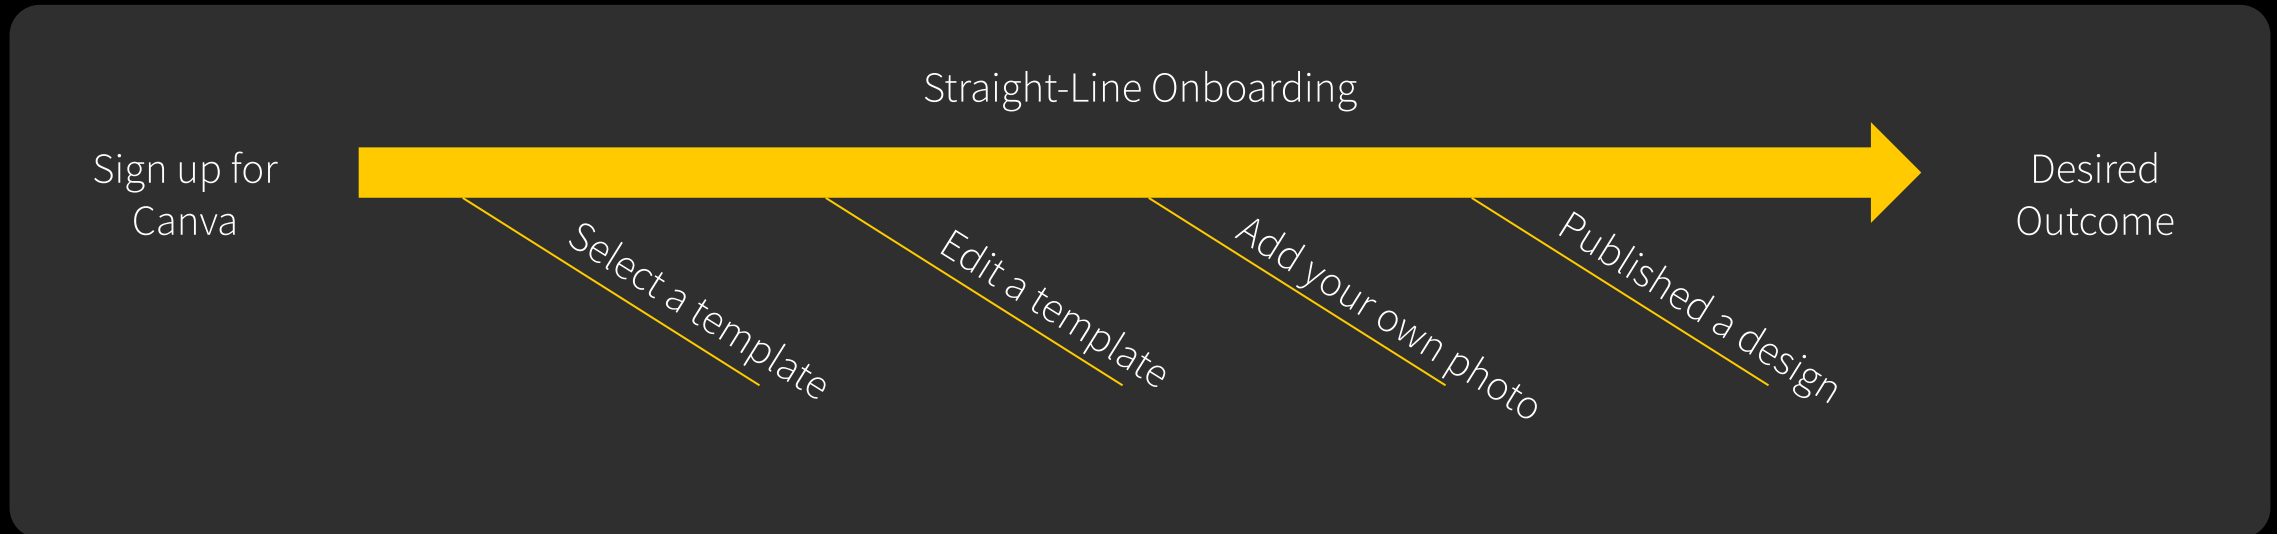 Straight-Line Onboarding
Sign up for
Canva
Desired
Outcome
Select a template
Edit a template
Add your own photo
Published a design